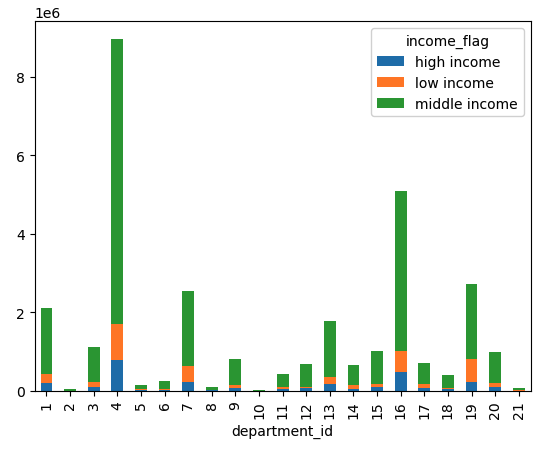 1e6
income_flag
high income
low income
middle income
8
6
4
2
0
1 2 3 4 5 6 7 8 9 10 11 12 13 14 15 16 17 18 19 20 21
department_id